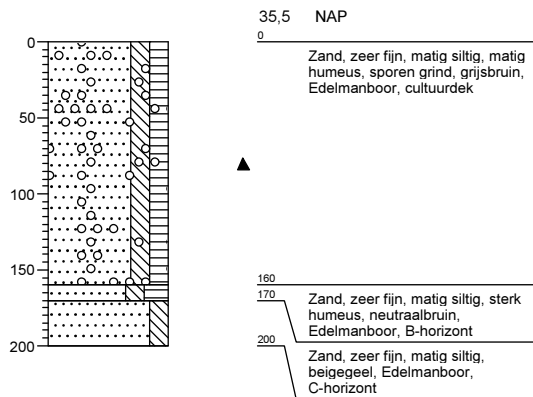 35,5 NAP
0
0
Zand, zeer fijn, matig siltig, matig
humeus, sporen grind, grijsbruin,
Edelmanboor, cultuurdek
50
100
150
160
170
Zand, zeer fijn, matig siltig, sterk
humeus, neutraalbruin,
Edelmanboor, B-horizont
200
200
Zand, zeer fijn, matig siltig,
beigegeel, Edelmanboor,
C-horizont